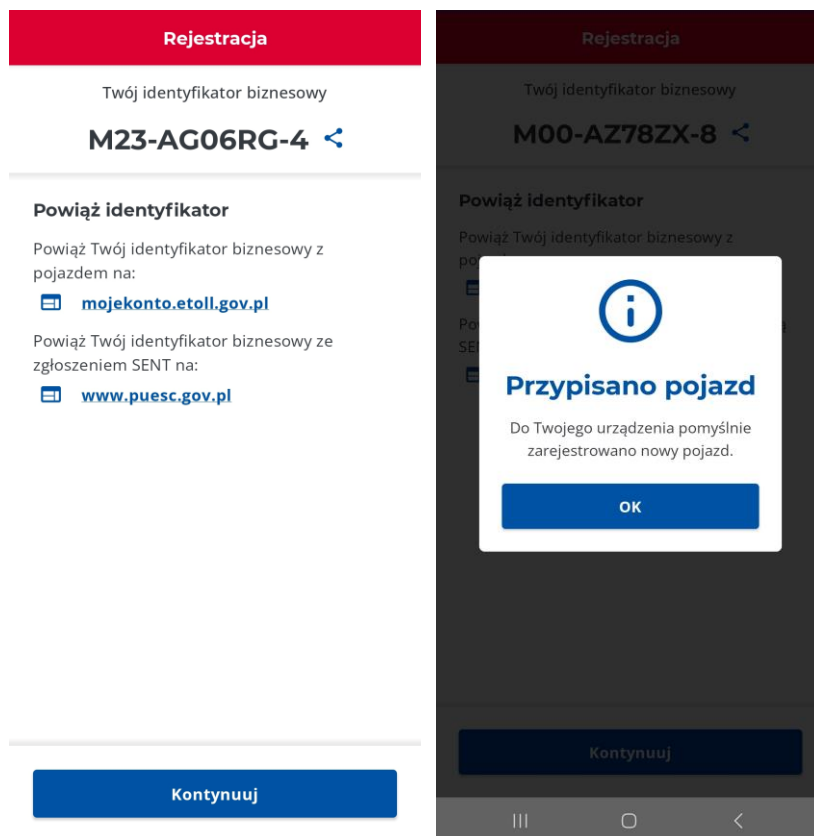 Rejestracja
Twój identyfikator biznesowy
M23-AG06RG-4
Powiąż identyfikator
Powiąż Twój identyfikator biznesowy z
pojazdem na:
mojekonto.etoll.gov.pl
Powiąż Twój identyfikator biznesowy ze
zgłoszeniem SENT na:
www.puesc.gov.pl
Kontynuuj
Rejestracja
Twój identyfikator biznesowy
M00-AZ78ZX-8
Powiąż identyfikator
Powiąż Twój identyfikator biznesowy z
Przypisano pojazd
Do Twojego urządzenia pomyślnie
zarejestrowano nowy pojazd.
OK
Kontynuuj